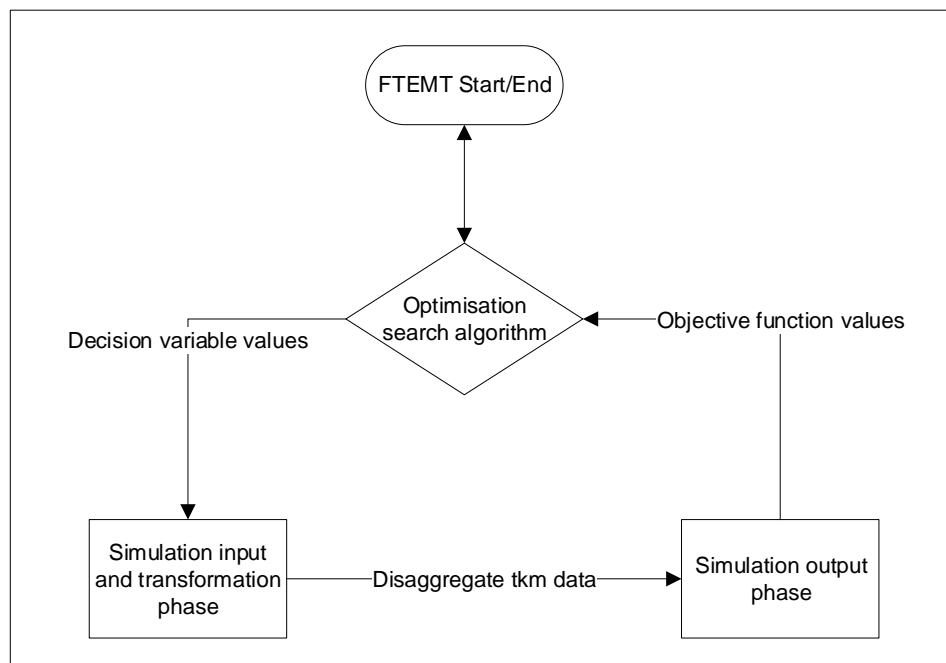 FTEMT Start/End
Optimisation
search algorithm
Decision variable values
Objective function values
Simulation input
and transformation
phase
Disaggregate tkm data
Simulation output
phase